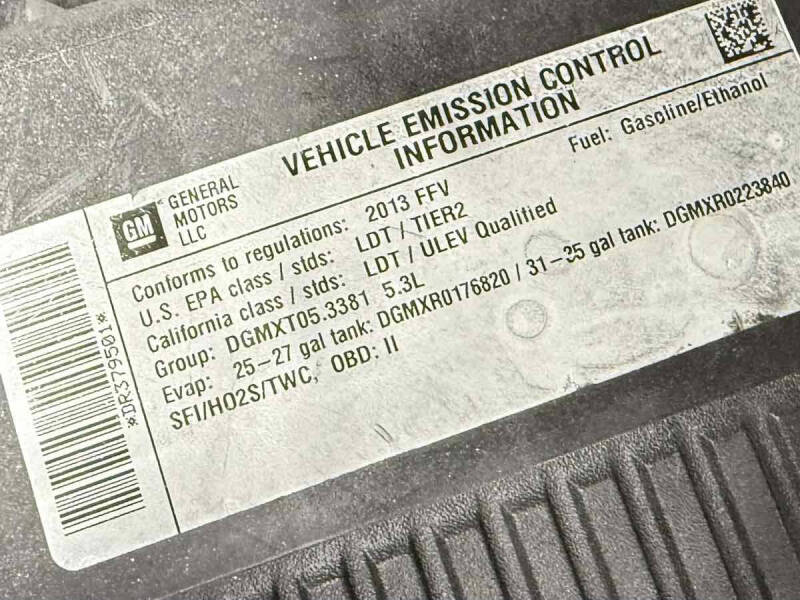 VEHICLE EMISSION CONTROL
INFORMATION
Fuel: Gasoline/Ethanol
GM
GENERAL
MOTORS
LLC
Conforms to regulations: 2013 FFV
U.S. EPA class / stds: LDT / TIER2
California class / stds: LDT / ULEV Qualified
Group: DGMXT05.3381 5.3L
Evap: 25-27 gal tank: DGMXR0176820 / 31-35 gal tank: DGMXR0223840
SFI/HO2S/TWC, OBD: II
*DR379501*